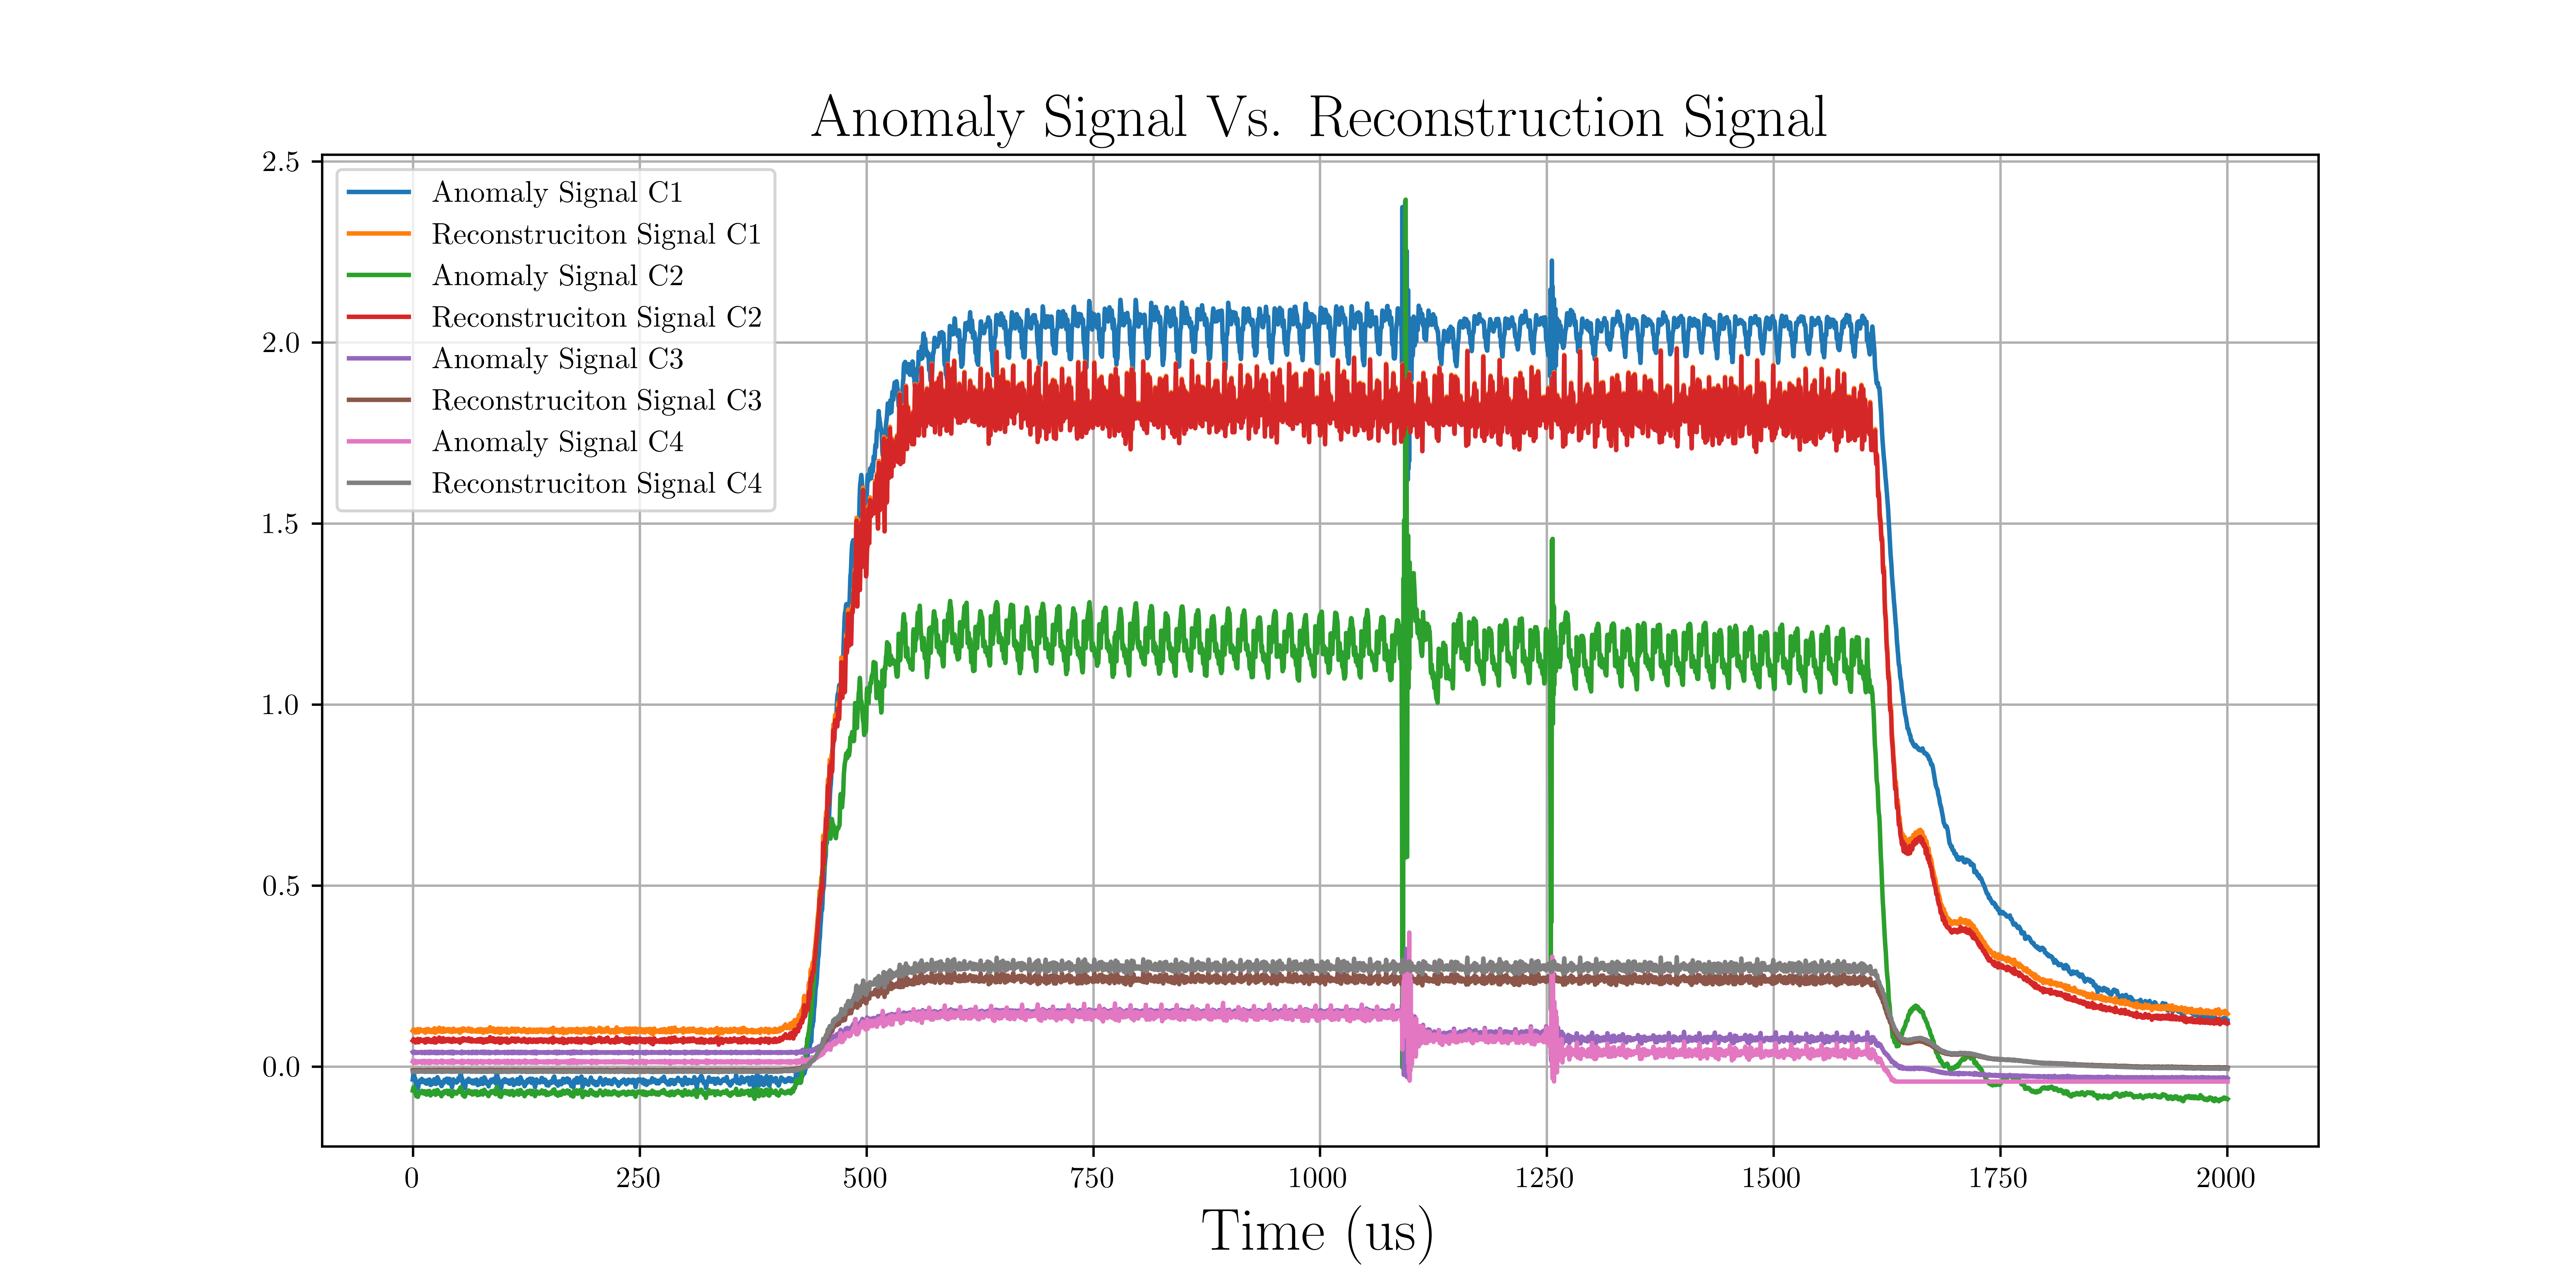 Anomaly Signal Vs. Reconstruction Signal
2.5
2.0
1.5
1.0
0.5
0.0
Anomaly Signal C1
Reconstruciton Signal C1
Anomaly Signal C2
Reconstruciton Signal C2
Anomaly Signal C3
Reconstruciton Signal C3
Anomaly Signal C4
Reconstruciton Signal C4
0 250 500 750 1000 1250 1500 1750 2000
Time (us)